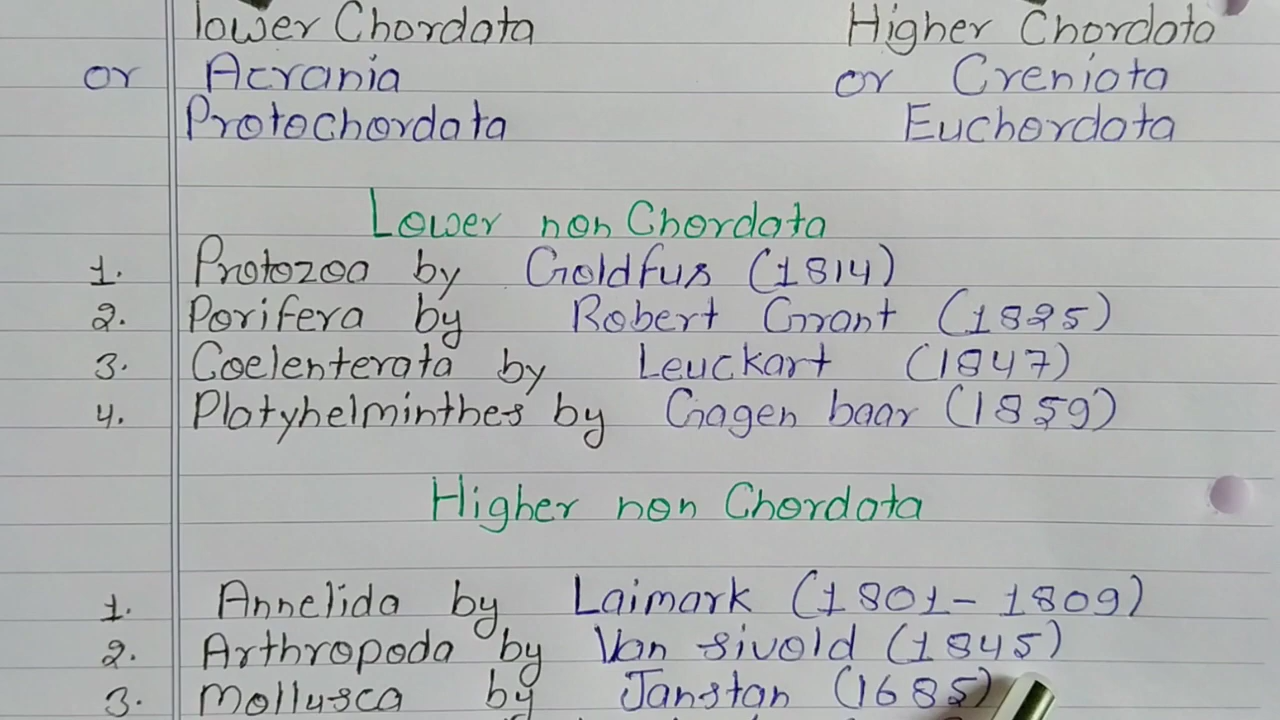 lower Chordata Higher Chordata
or Acrania or Creniota
Protochordata Euchordata
Lower non Chordata
1. Protozoa by Goldfus (1814)
2. Porifera by Robert Grant (1825)
3. Coelenterata by Leuckart (1847)
4. Platyhelminthes by Gagen baar (1859)
Higher non Chordata
1. Annelida by Laimark (1801-1809)
2. Arthropoda by Van sivold (1845)
3. Mollusca by Janstan (1685)